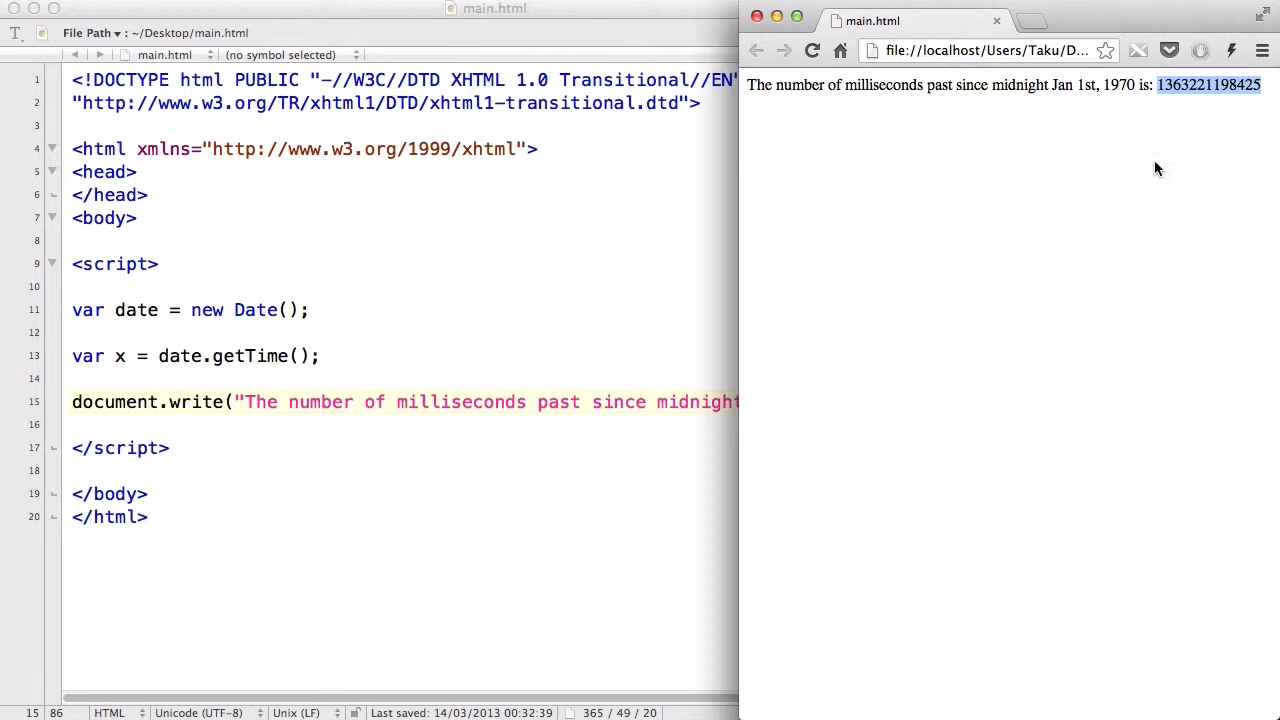 main.html
File Path ▾ : ~/Desktop/main.html
main.html (no symbol selected)
1 <!DOCTYPE html PUBLIC "-//W3C//DTD XHTML 1.0 Transitional//EN"
2 "http://www.w3.org/TR/xhtml1/DTD/xhtml1-transitional.dtd">
3
4 <html xmlns="http://www.w3.org/1999/xhtml">
5 <head>
6 </head>
7 <body>
8
9 <script>
10
11 var date = new Date();
12
13 var x = date.getTime();
14
15 document.write("The number of milliseconds past since midnight
16
17 </script>
18
19 </body>
20 </html>
15 86 HTML Unicode (UTF-8) Unix (LF) Last saved: 14/03/2013 00:32:39 365 / 49 / 20
main.html
file://localhost/Users/Taku/D...
The number of milliseconds past since midnight Jan 1st, 1970 is: 1363221198425